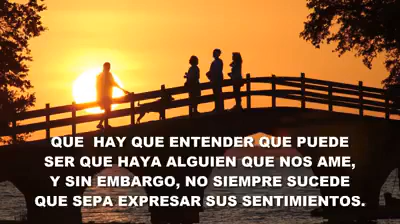 QUE HAY QUE ENTENDER QUE PUEDE
SER QUE HAYA ALGUIEN QUE NOS AME,
Y SIN EMBARGO, NO SIEMPRE SUCEDE
QUE SEPA EXPRESAR SUS SENTIMIENTOS.